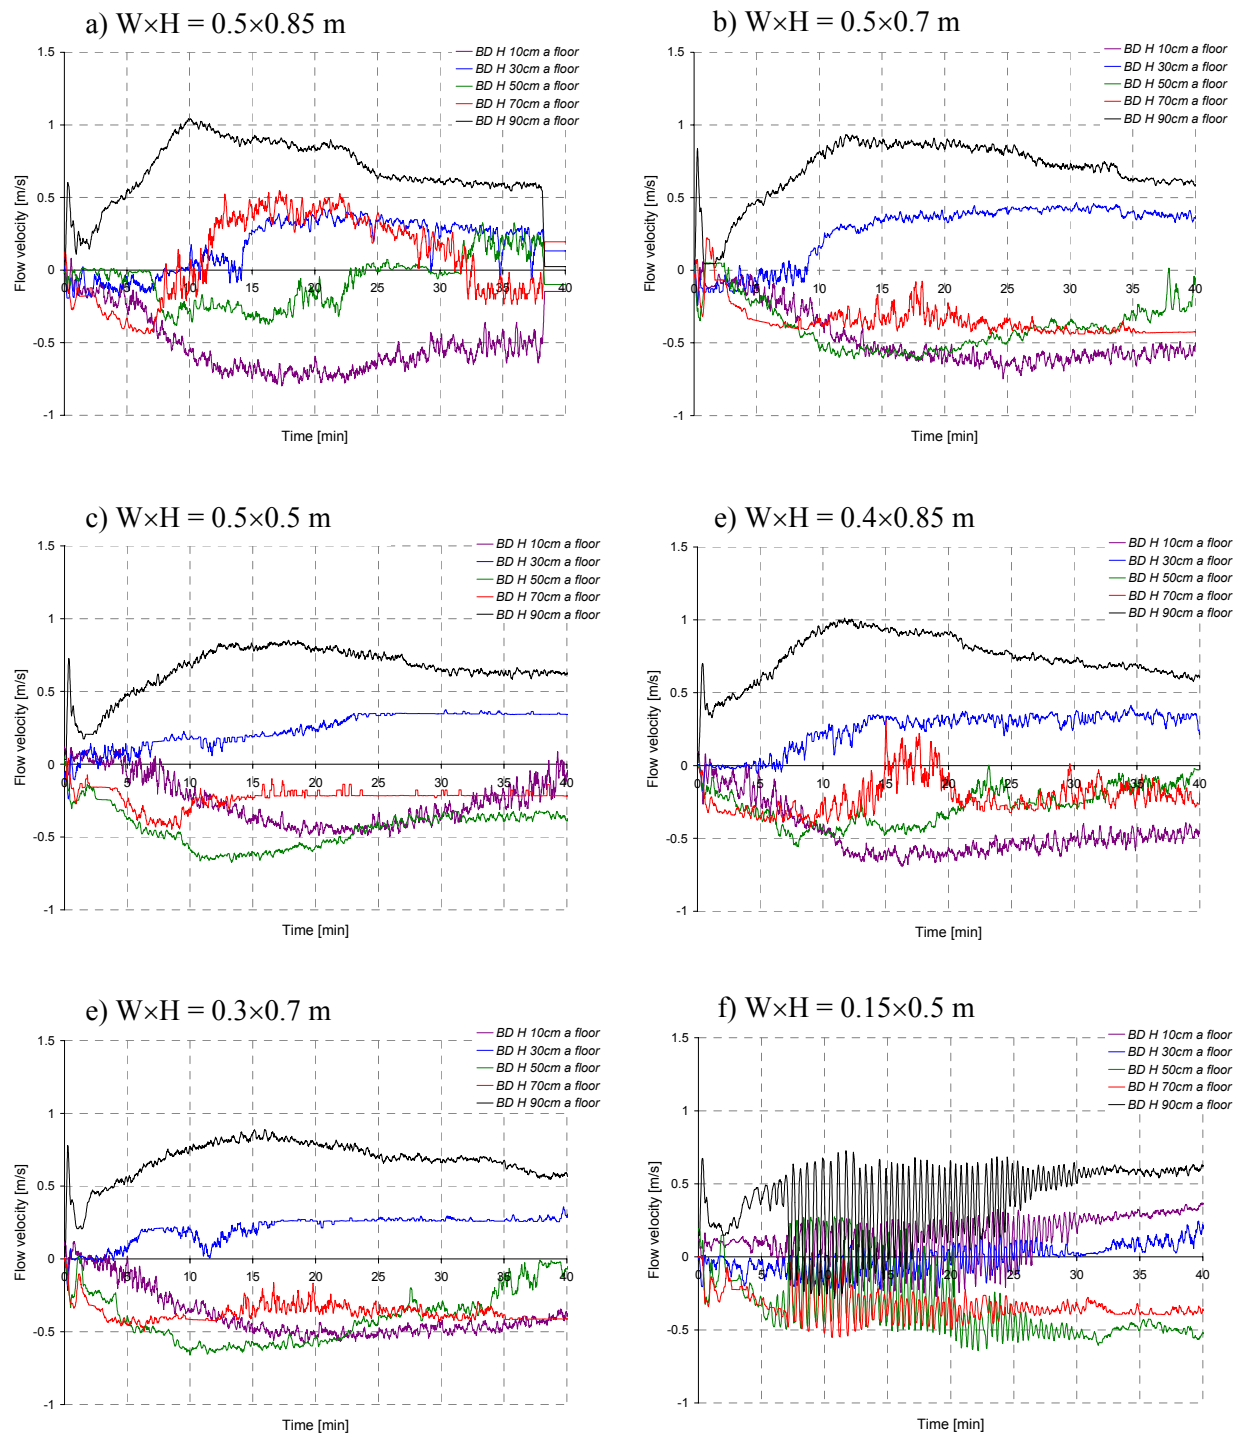 a) W×H = 0.5×0.85 m
BD H 10cm a floor
BD H 30cm a floor
BD H 50cm a floor
BD H 70cm a floor
BD H 90cm a floor
Flow velocity [m/s]
1.5
1
0.5
0
-0.5
-1
0 5 10 15 20 25 30 35 40
Time [min]
b) W×H = 0.5×0.7 m
BD H 10cm a floor
BD H 30cm a floor
BD H 50cm a floor
BD H 70cm a floor
BD H 90cm a floor
Flow velocity [m/s]
1.5
1
0.5
0
-0.5
-1
0 5 10 15 20 25 30 35 40
Time [min]
c) W×H = 0.5×0.5 m
BD H 10cm a floor
BD H 30cm a floor
BD H 50cm a floor
BD H 70cm a floor
BD H 90cm a floor
Flow velocity [m/s]
1.5
1
0.5
0
-0.5
-1
0 5 10 15 20 25 30 35 40
Time [min]
e) W×H = 0.4×0.85 m
BD H 10cm a floor
BD H 30cm a floor
BD H 50cm a floor
BD H 70cm a floor
BD H 90cm a floor
Flow velocity [m/s]
1.5
1
0.5
0
-0.5
-1
0 5 10 15 20 25 30 35 40
Time [min]
e) W×H = 0.3×0.7 m
BD H 10cm a floor
BD H 30cm a floor
BD H 50cm a floor
BD H 70cm a floor
BD H 90cm a floor
Flow velocity [m/s]
1.5
1
0.5
0
-0.5
-1
0 5 10 15 20 25 30 35 40
Time [min]
f) W×H = 0.15×0.5 m
BD H 10cm a floor
BD H 30cm a floor
BD H 50cm a floor
BD H 70cm a floor
BD H 90cm a floor
Flow velocity [m/s]
1.5
1
0.5
0
-0.5
-1
0 5 10 15 20 25 30 35 40
Time [min]